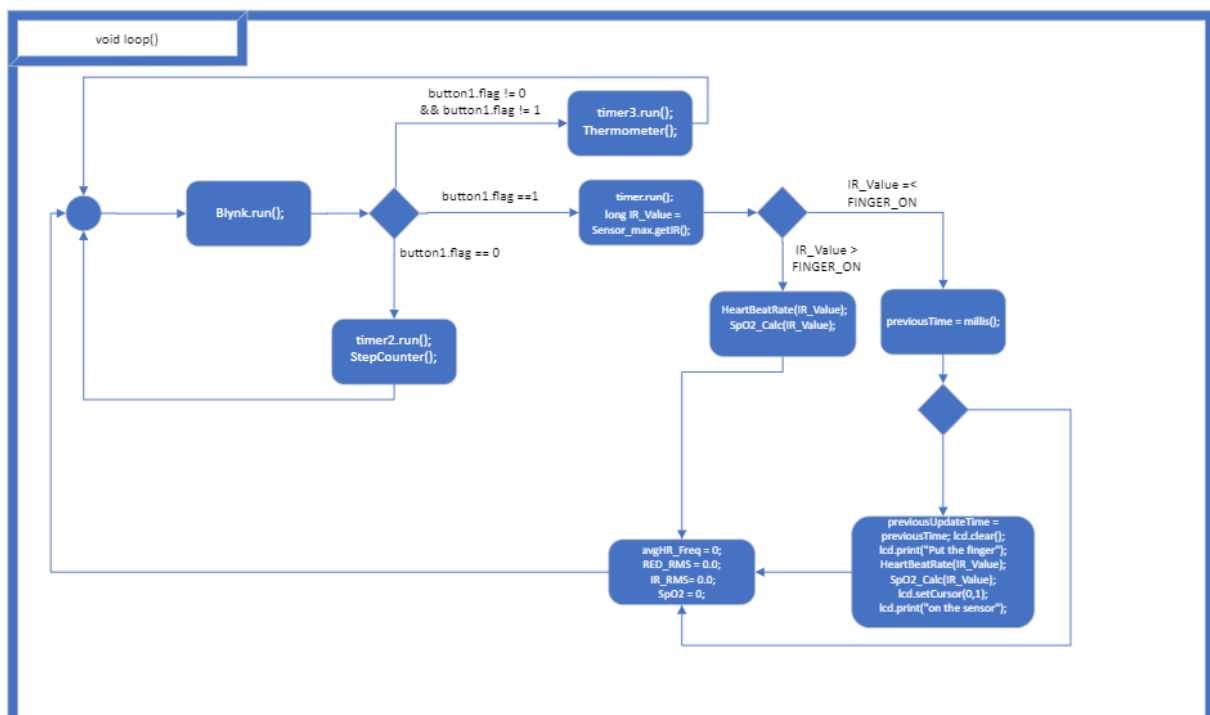 void loop()
button1.flag != 0
&& button1.flag != 1
timer3.run();
Thermometer();
Blynk.run();
button1.flag ==1
timer.run();
long IR_Value =
Sensor_max.getIR();
IR_Value =<
FINGER_ON
button1.flag == 0
IR_Value >
FINGER_ON
timer2.run();
StepCounter();
HeartBeatRate(IR_Value);
SpO2_Calc(IR_Value);
previousTime = millis();
avgHR_Freq = 0;
RED_RMS = 0.0;
IR_RMS= 0.0;
SpO2 = 0;
previousUpdateTime =
previousTime; lcd.clear();
lcd.print("Put the finger");
HeartBeatRate(IR_Value);
SpO2_Calc(IR_Value);
lcd.setCursor(0,1);
lcd.print("on the sensor");